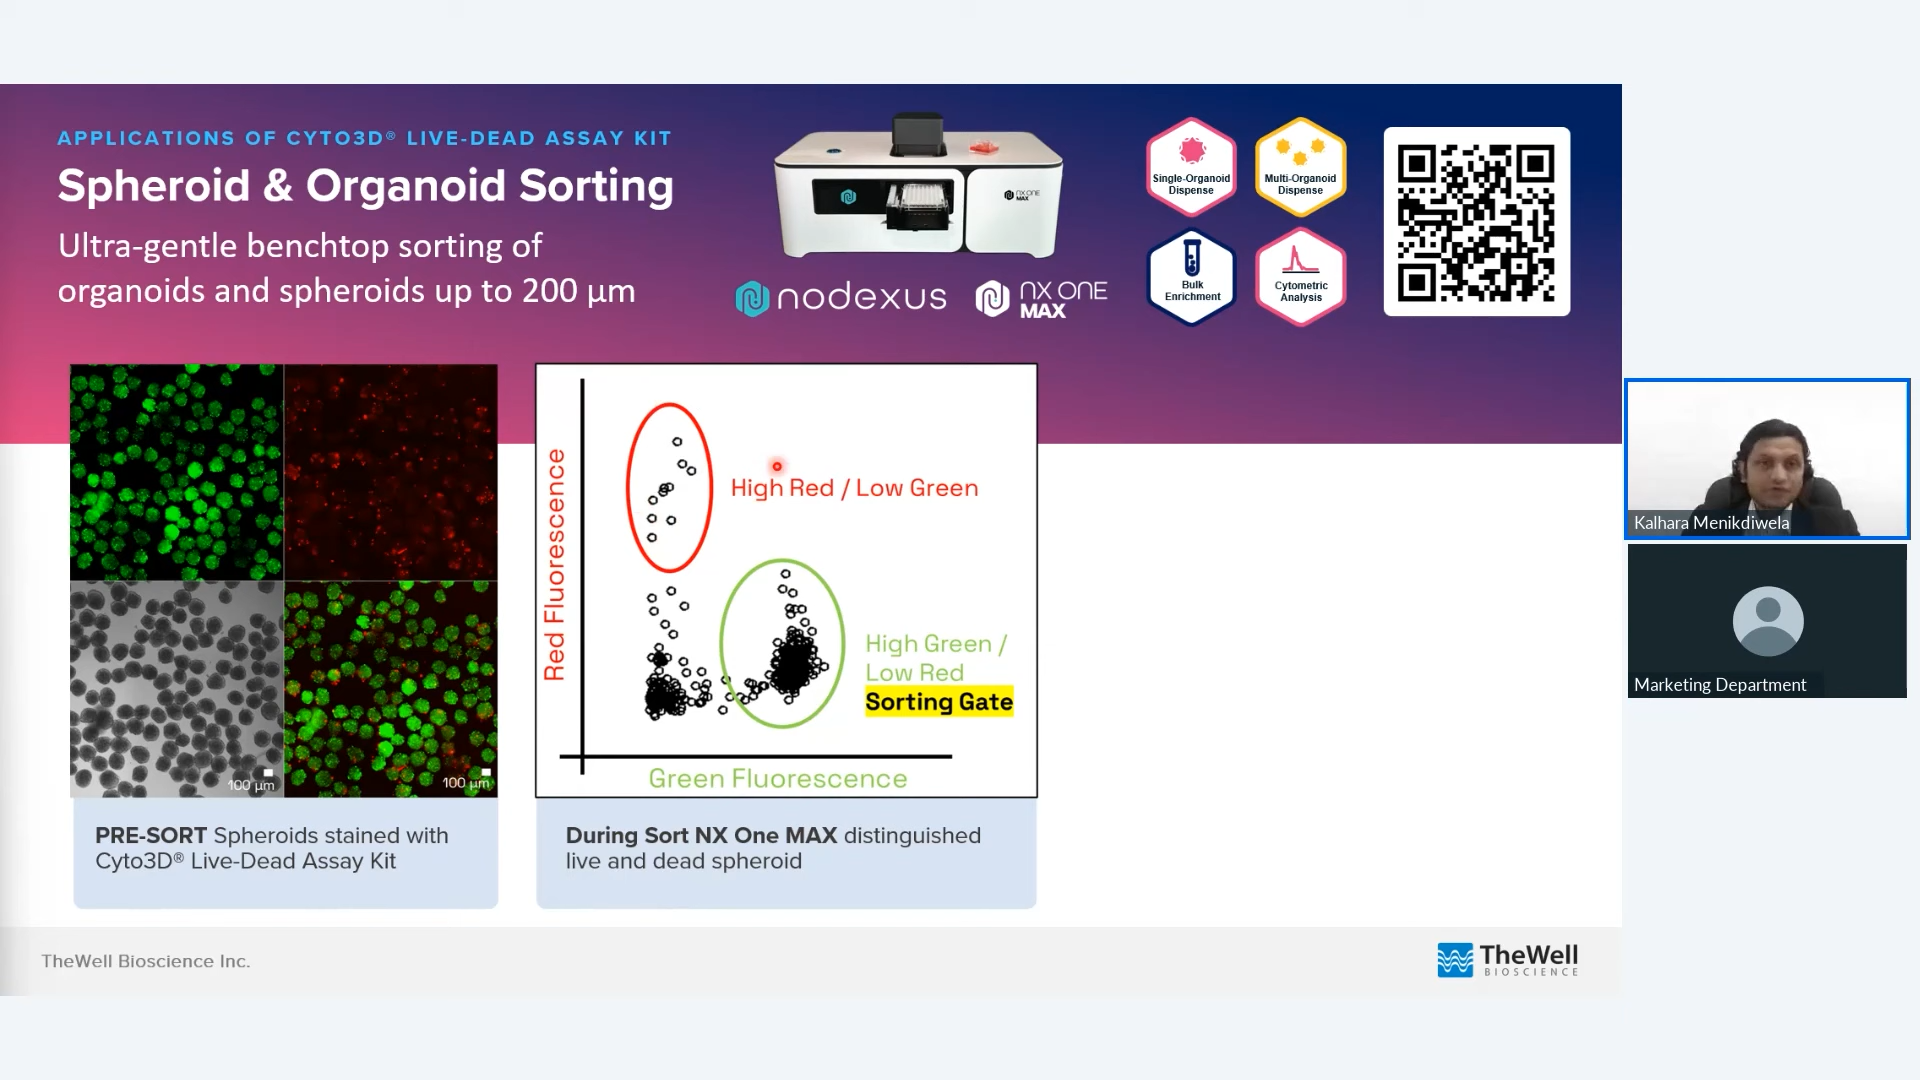 APPLICATIONS OF CYTO3D® LIVE-DEAD ASSAY KIT
Spheroid & Organoid Sorting
Ultra-gentle benchtop sorting of
organoids and spheroids up to 200 µm
NX ONE
MAX
nodexus
NX ONE
MAX
Single-Organoid
Dispense
Multi-Organoid
Dispense
Bulk
Enrichment
Cytometric
Analysis
100 µm
100 µm
PRE-SORT Spheroids stained with
Cyto3D® Live-Dead Assay Kit
Red Fluorescence
High Red / Low Green
High Green /
Low Red
Sorting Gate
Green Fluorescence
During Sort NX One MAX distinguished
live and dead spheroid
Kalhara Menikdiwela
Marketing Department
TheWell Bioscience Inc.
TheWell
BIOSCIENCE